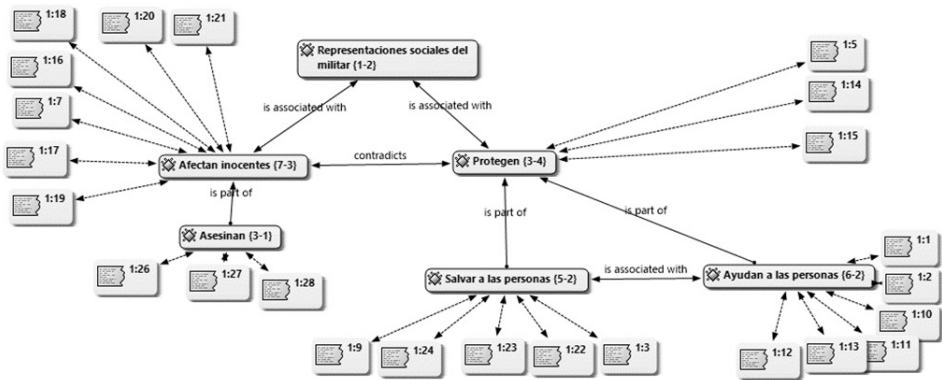 1:18
1:20
1:21
1:16
1:7
1:17
1:19
Representaciones sociales del
militar {1-2}
1:5
1:14
1:15
is associated with
is associated with
Afectan inocentes {7-3}
contradicts
Protegen {3-4}
is part of
is part of
is part of
Asesinan {3-1}
1:26
1:27
1:28
Salvar a las personas {5-2}
is associated with
Ayudan a las personas {6-2}
1:1
1:2
1:10
1:11
1:9
1:24
1:23
1:22
1:3
1:12
1:13